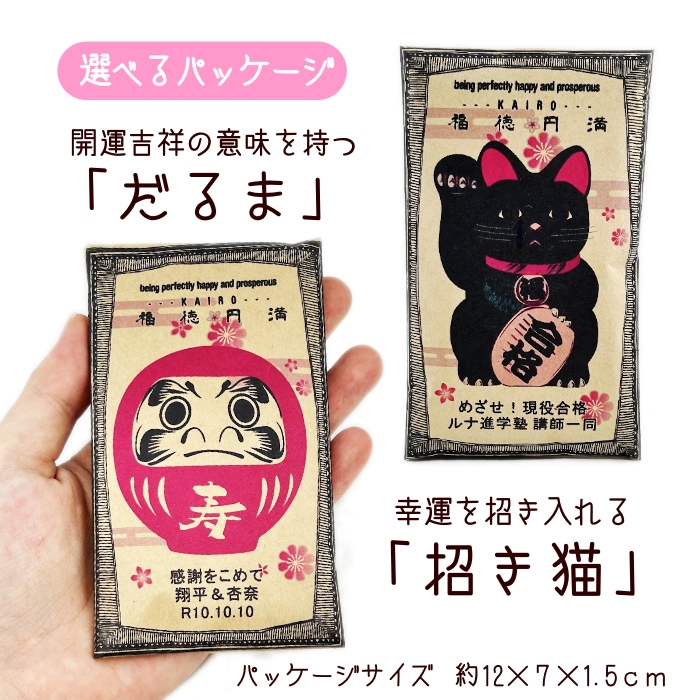 選べるパッケージ
開運吉祥の意味を持つ
「だるま」
being perfectly happy and prosperous
---KAIRO---
福徳円満
寿
感謝をこめて
翔平&杏奈
R10.10.10
being perfectly happy and prosperous
---KAIRO---
福徳円満
福
合格
めざせ!現役合格
ルナ進学塾 講師一同
幸運を招き入れる
「招き猫」
パッケージサイズ 約12×7×1.5cm